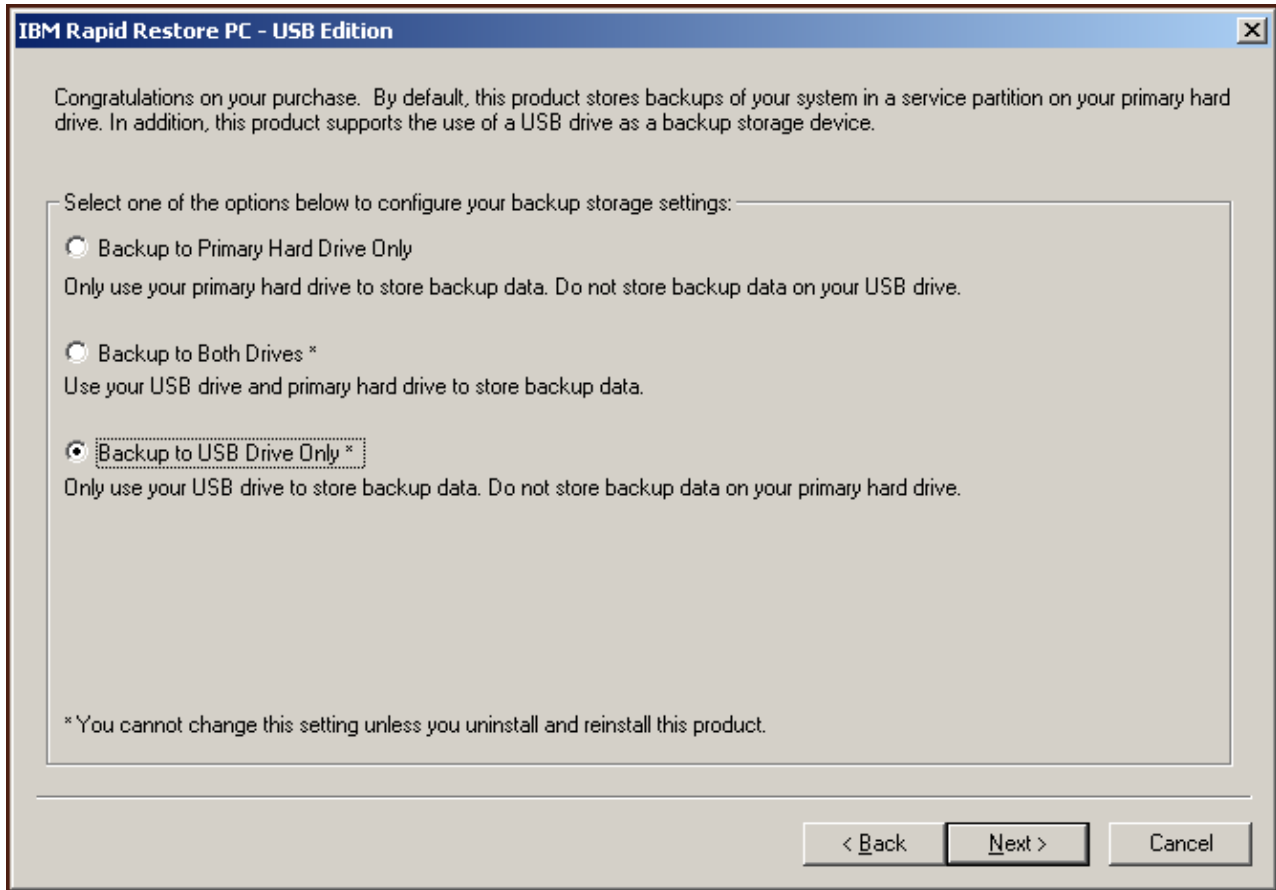 IBM Rapid Restore PC - USB Edition
Congratulations on your purchase.  By default, this product stores backups of your system in a service partition on your primary hard
drive. In addition, this product supports the use of a USB drive as a backup storage device.
Select one of the options below to configure your backup storage settings:
Backup to Primary Hard Drive Only
Only use your primary hard drive to store backup data. Do not store backup data on your USB drive.
Backup to Both Drives *
Use your USB drive and primary hard drive to store backup data.
Backup to USB Drive Only *
Only use your USB drive to store backup data. Do not store backup data on your primary hard drive.
* You cannot change this setting unless you uninstall and reinstall this product.
< Back Next > Cancel